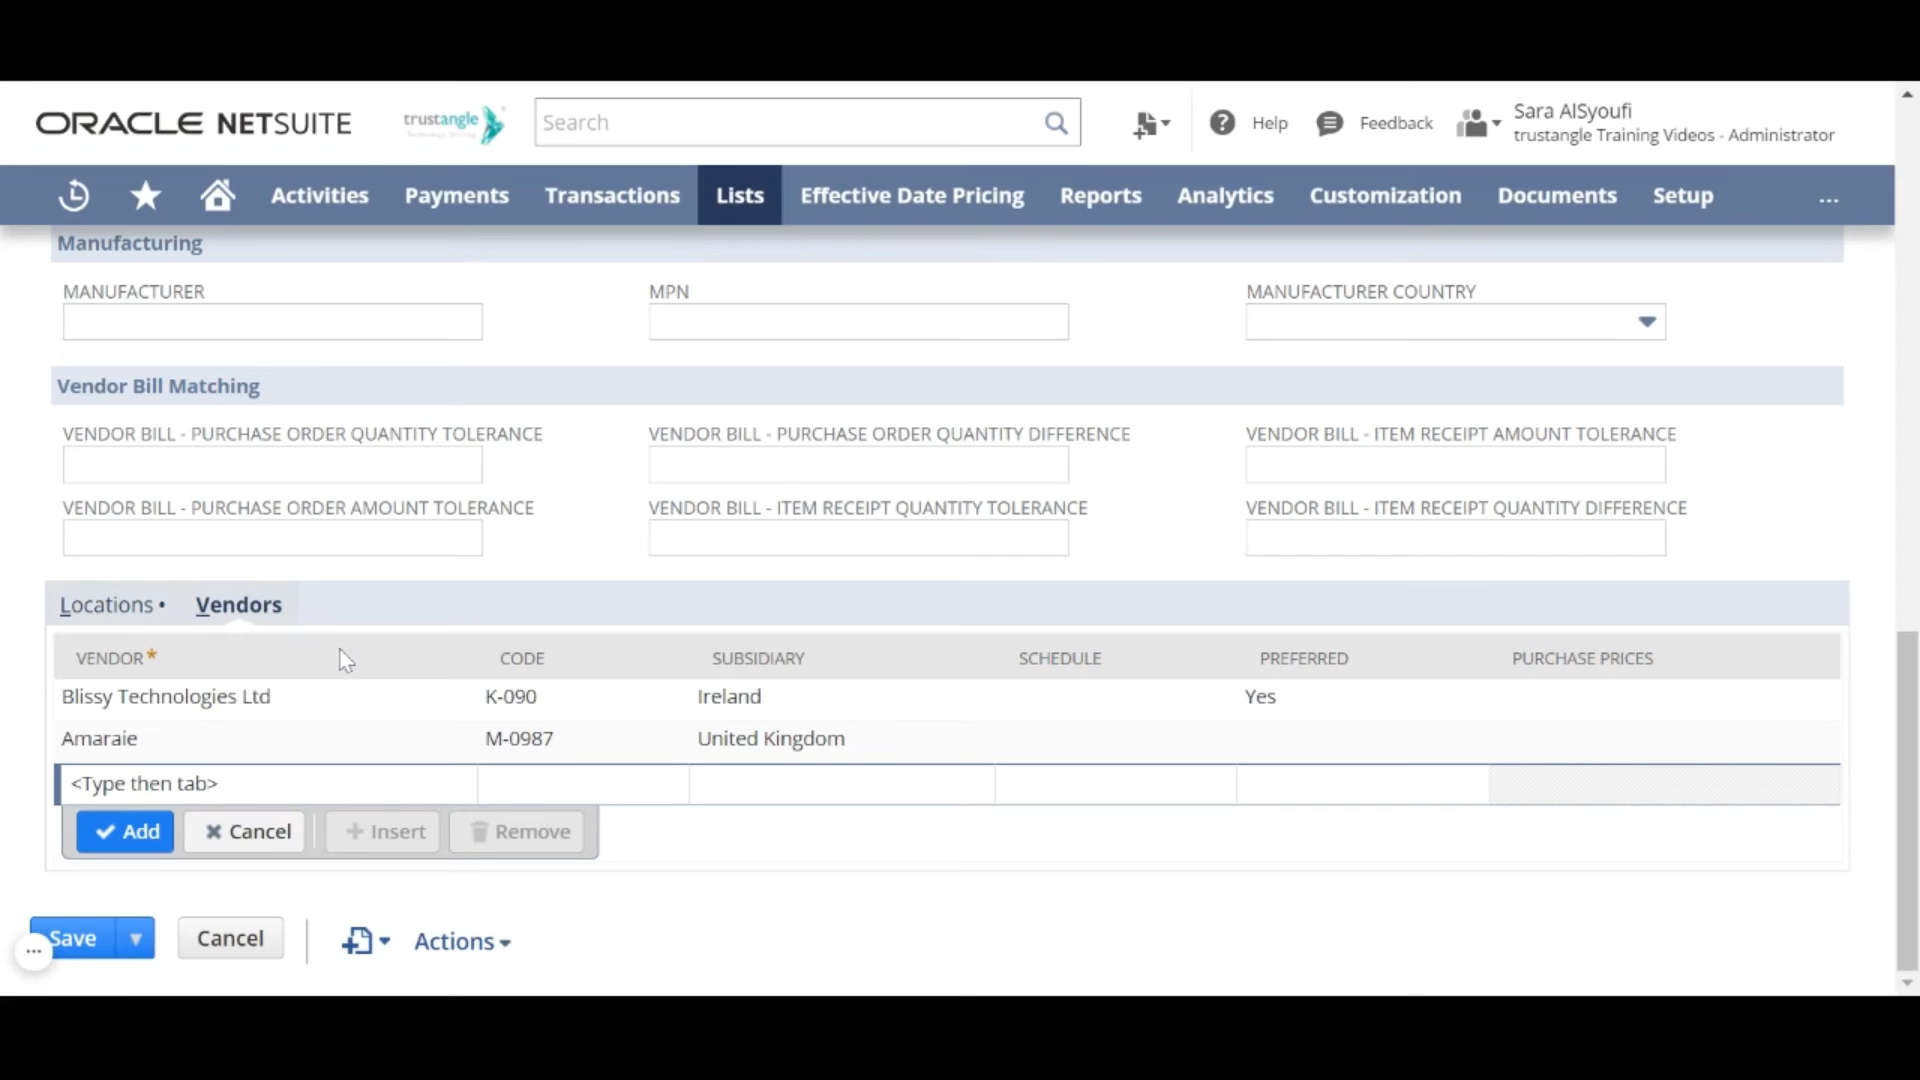 ORACLE NETSUITE
trustangle
Search
Help
Feedback
Sara AlSyoufi
trustangle Training Videos - Administrator
Activities
Payments
Transactions
Lists
Effective Date Pricing
Reports
Analytics
Customization
Documents
Setup
...
Manufacturing
MANUFACTURER
MPN
MANUFACTURER COUNTRY
Vendor Bill Matching
VENDOR BILL - PURCHASE ORDER QUANTITY TOLERANCE
VENDOR BILL - PURCHASE ORDER QUANTITY DIFFERENCE
VENDOR BILL - ITEM RECEIPT AMOUNT TOLERANCE
VENDOR BILL - PURCHASE ORDER AMOUNT TOLERANCE
VENDOR BILL - ITEM RECEIPT QUANTITY TOLERANCE
VENDOR BILL - ITEM RECEIPT QUANTITY DIFFERENCE
Locations •
Vendors
VENDOR * CODE SUBSIDIARY SCHEDULE PREFERRED PURCHASE PRICES
Blissy Technologies Ltd K-090 Ireland Yes
Amaraie M-0987 United Kingdom
<Type then tab>
Add
Cancel
Insert
Remove
Save
Cancel
Actions
...